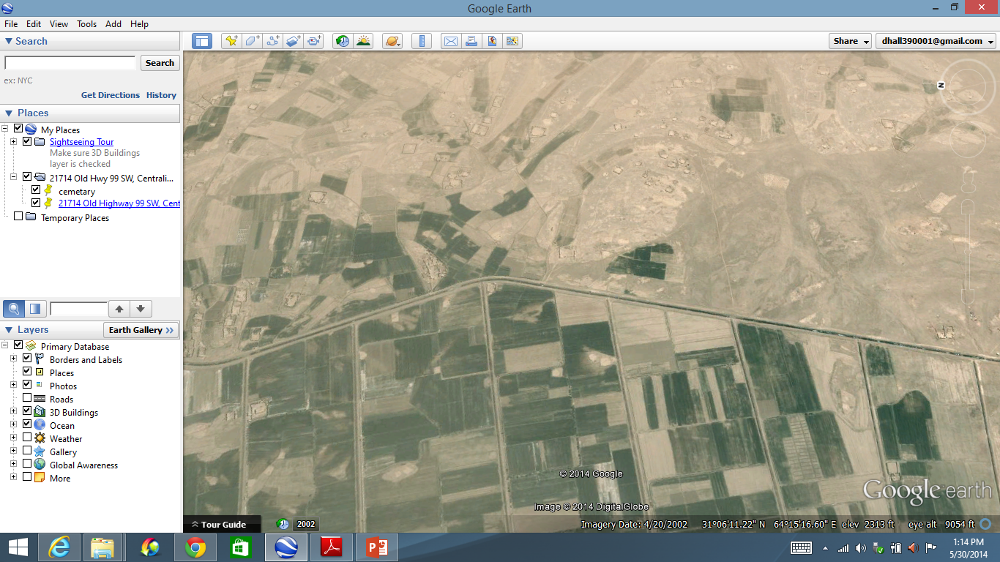 Google Earth
File Edit View Tools Add Help
Search
Search
ex: NYC
Get Directions History
Places
My Places
Sightseeing Tour
Make sure 3D Buildings
layer is checked
21714 Old Hwy 99 SW, Centrali...
cemetary
21714 Old Highway 99 SW, Cent
Temporary Places
Layers
Earth Gallery >>
Primary Database
Borders and Labels
Places
Photos
Roads
3D Buildings
Ocean
Weather
Gallery
Global Awareness
More
Share
dhall390001@gmail.com
N
© 2014 Google
Image © 2014 DigitalGlobe
Google earth
Tour Guide
2002
Imagery Date: 4/20/2002 31°06'11.22" N 64°15'16.60" E elev 2313 ft eye alt 9054 ft
1:14 PM
5/30/2014